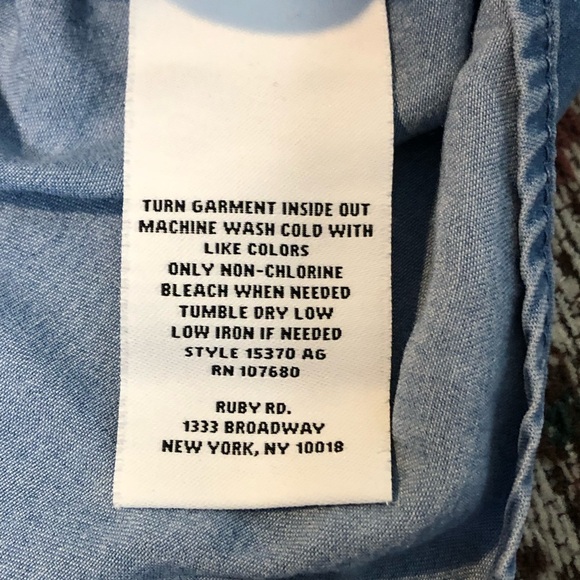 TURN GARMENT INSIDE OUT
MACHINE WASH COLD WITH
LIKE COLORS
ONLY NON-CHLORINE
BLEACH WHEN NEEDED
TUMBLE DRY LOW
LOW IRON IF NEEDED
STYLE 15370 AG
RN 107680
RUBY RD.
1333 BROADWAY
NEW YORK, NY 10018